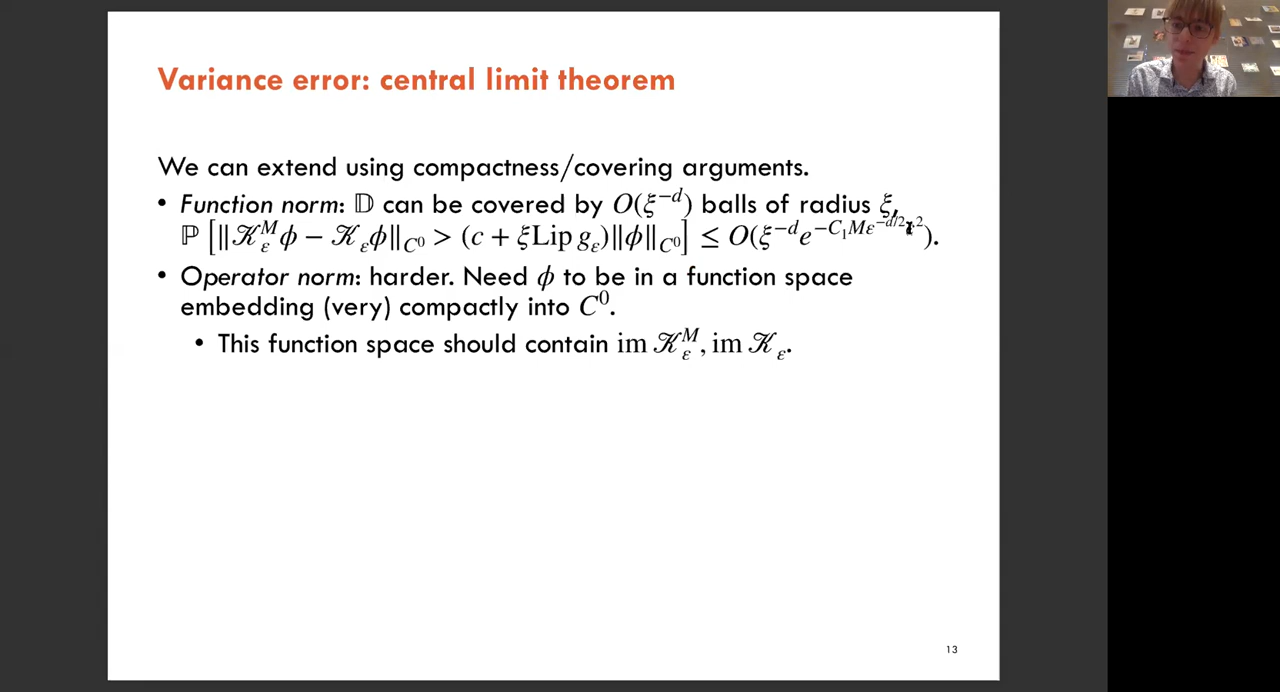 Variance error: central limit theorem
We can extend using compactness/covering arguments.
• Function norm: 𝔻 can be covered by O(ξ^{−d}) balls of radius ξ,
ℙ [‖𝒦_ε^M ϕ − 𝒦_ε ϕ‖_{C^0} > (c + ξLip g_ε)‖ϕ‖_{C^0}] ≤ O(ξ^{−d} e^{−C_1 M ε^{−d/2} ^2}).
• Operator norm: harder. Need ϕ to be in a function space
embedding (very) compactly into C^0.
• This function space should contain im 𝒦_ε^M, im 𝒦_ε.
13